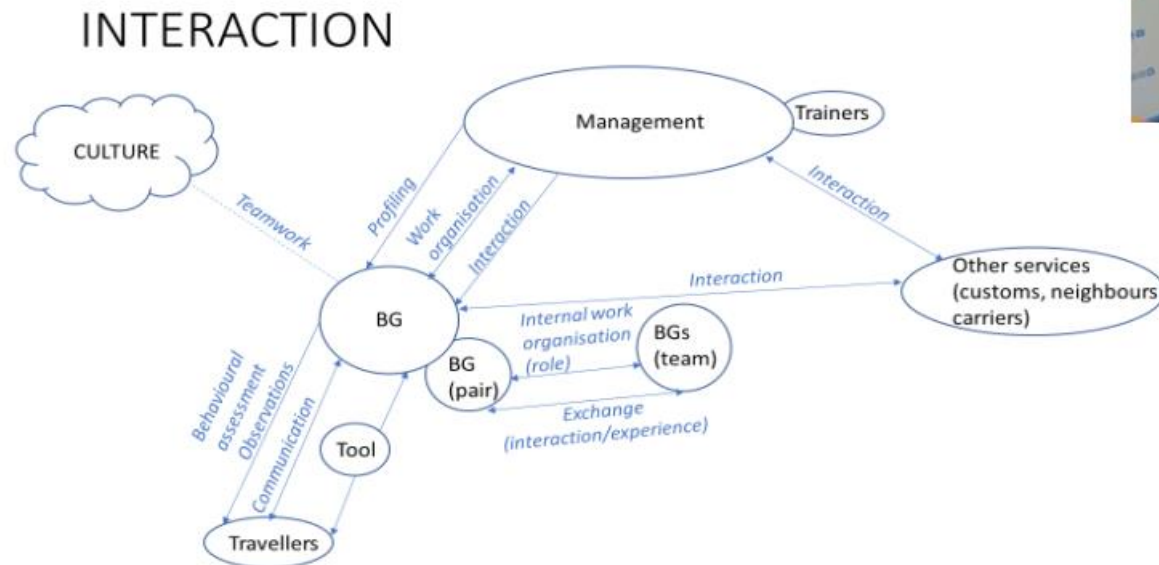 INTERACTION
CULTURE
Management
Trainers
Teamwork
Profiling
Work
organisation
Interaction
Interaction
Other services
(customs, neighbours
carriers)
Interaction
BG
Internal work
organisation
(role)
BG
(pair)
BGs
(team)
Exchange
(interaction/experience)
Behavioural
assessment
Observations
Communication
Tool
Travellers